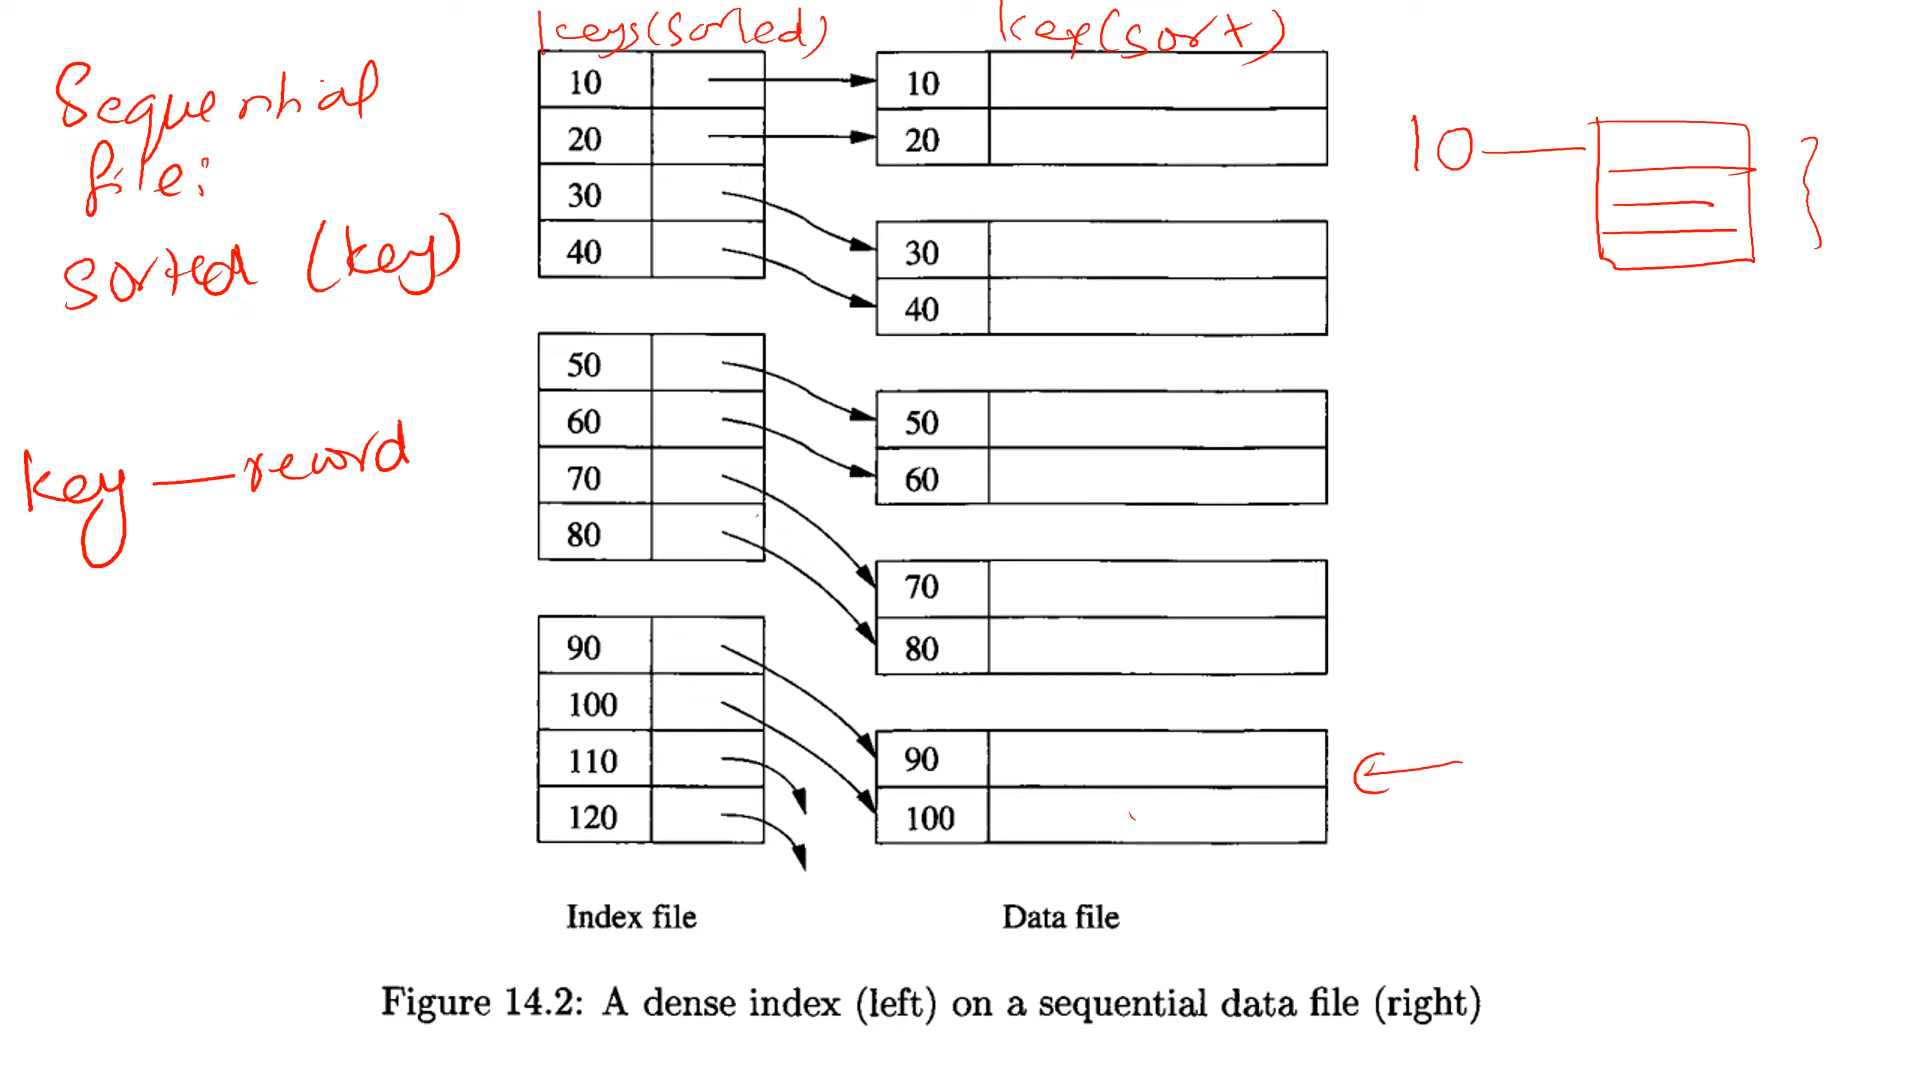 keys(sorted)
key(sort)
Sequential
file:
sorted (key)
key — record
10
20
30
40
50
60
70
80
90
100
110
120
Index file
10
20
30
40
50
60
70
80
90
100
Data file
10
Figure 14.2: A dense index (left) on a sequential data file (right)